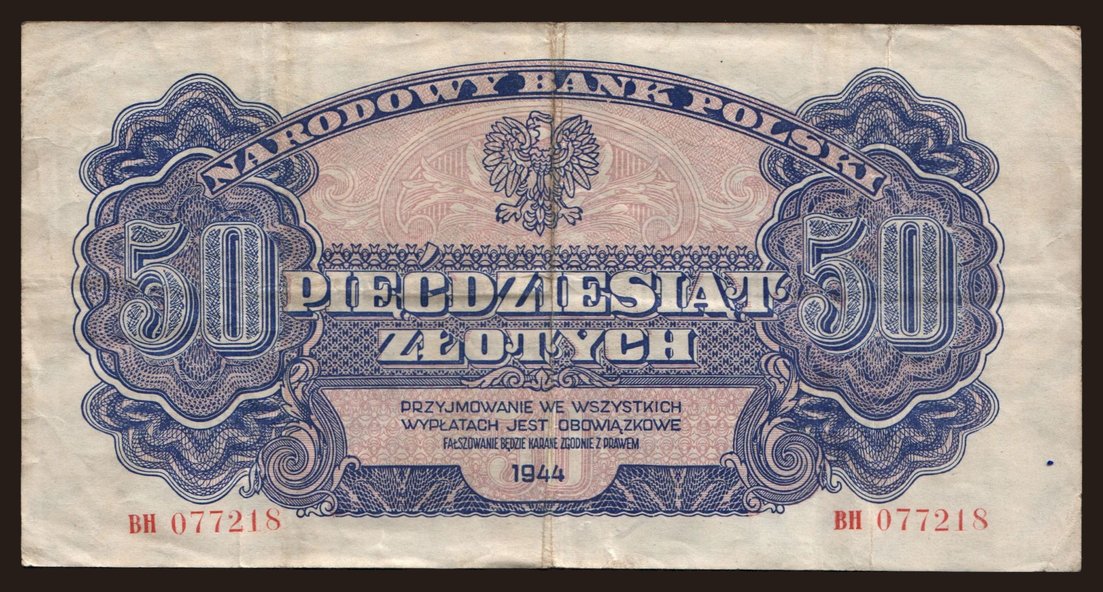 NARODOWY BANK POLSKI
50
50
PIĘĆDZIESIĄT
ZŁOTYCH
PRZYJMOWANIE WE WSZYSTKICH
WYPŁATACH JEST OBOWIĄZKOWE
FAŁSZOWANIE BĘDZIE KARANE ZGODNIE Z PRAWEM
50
1944
BH 077218
BH 077218